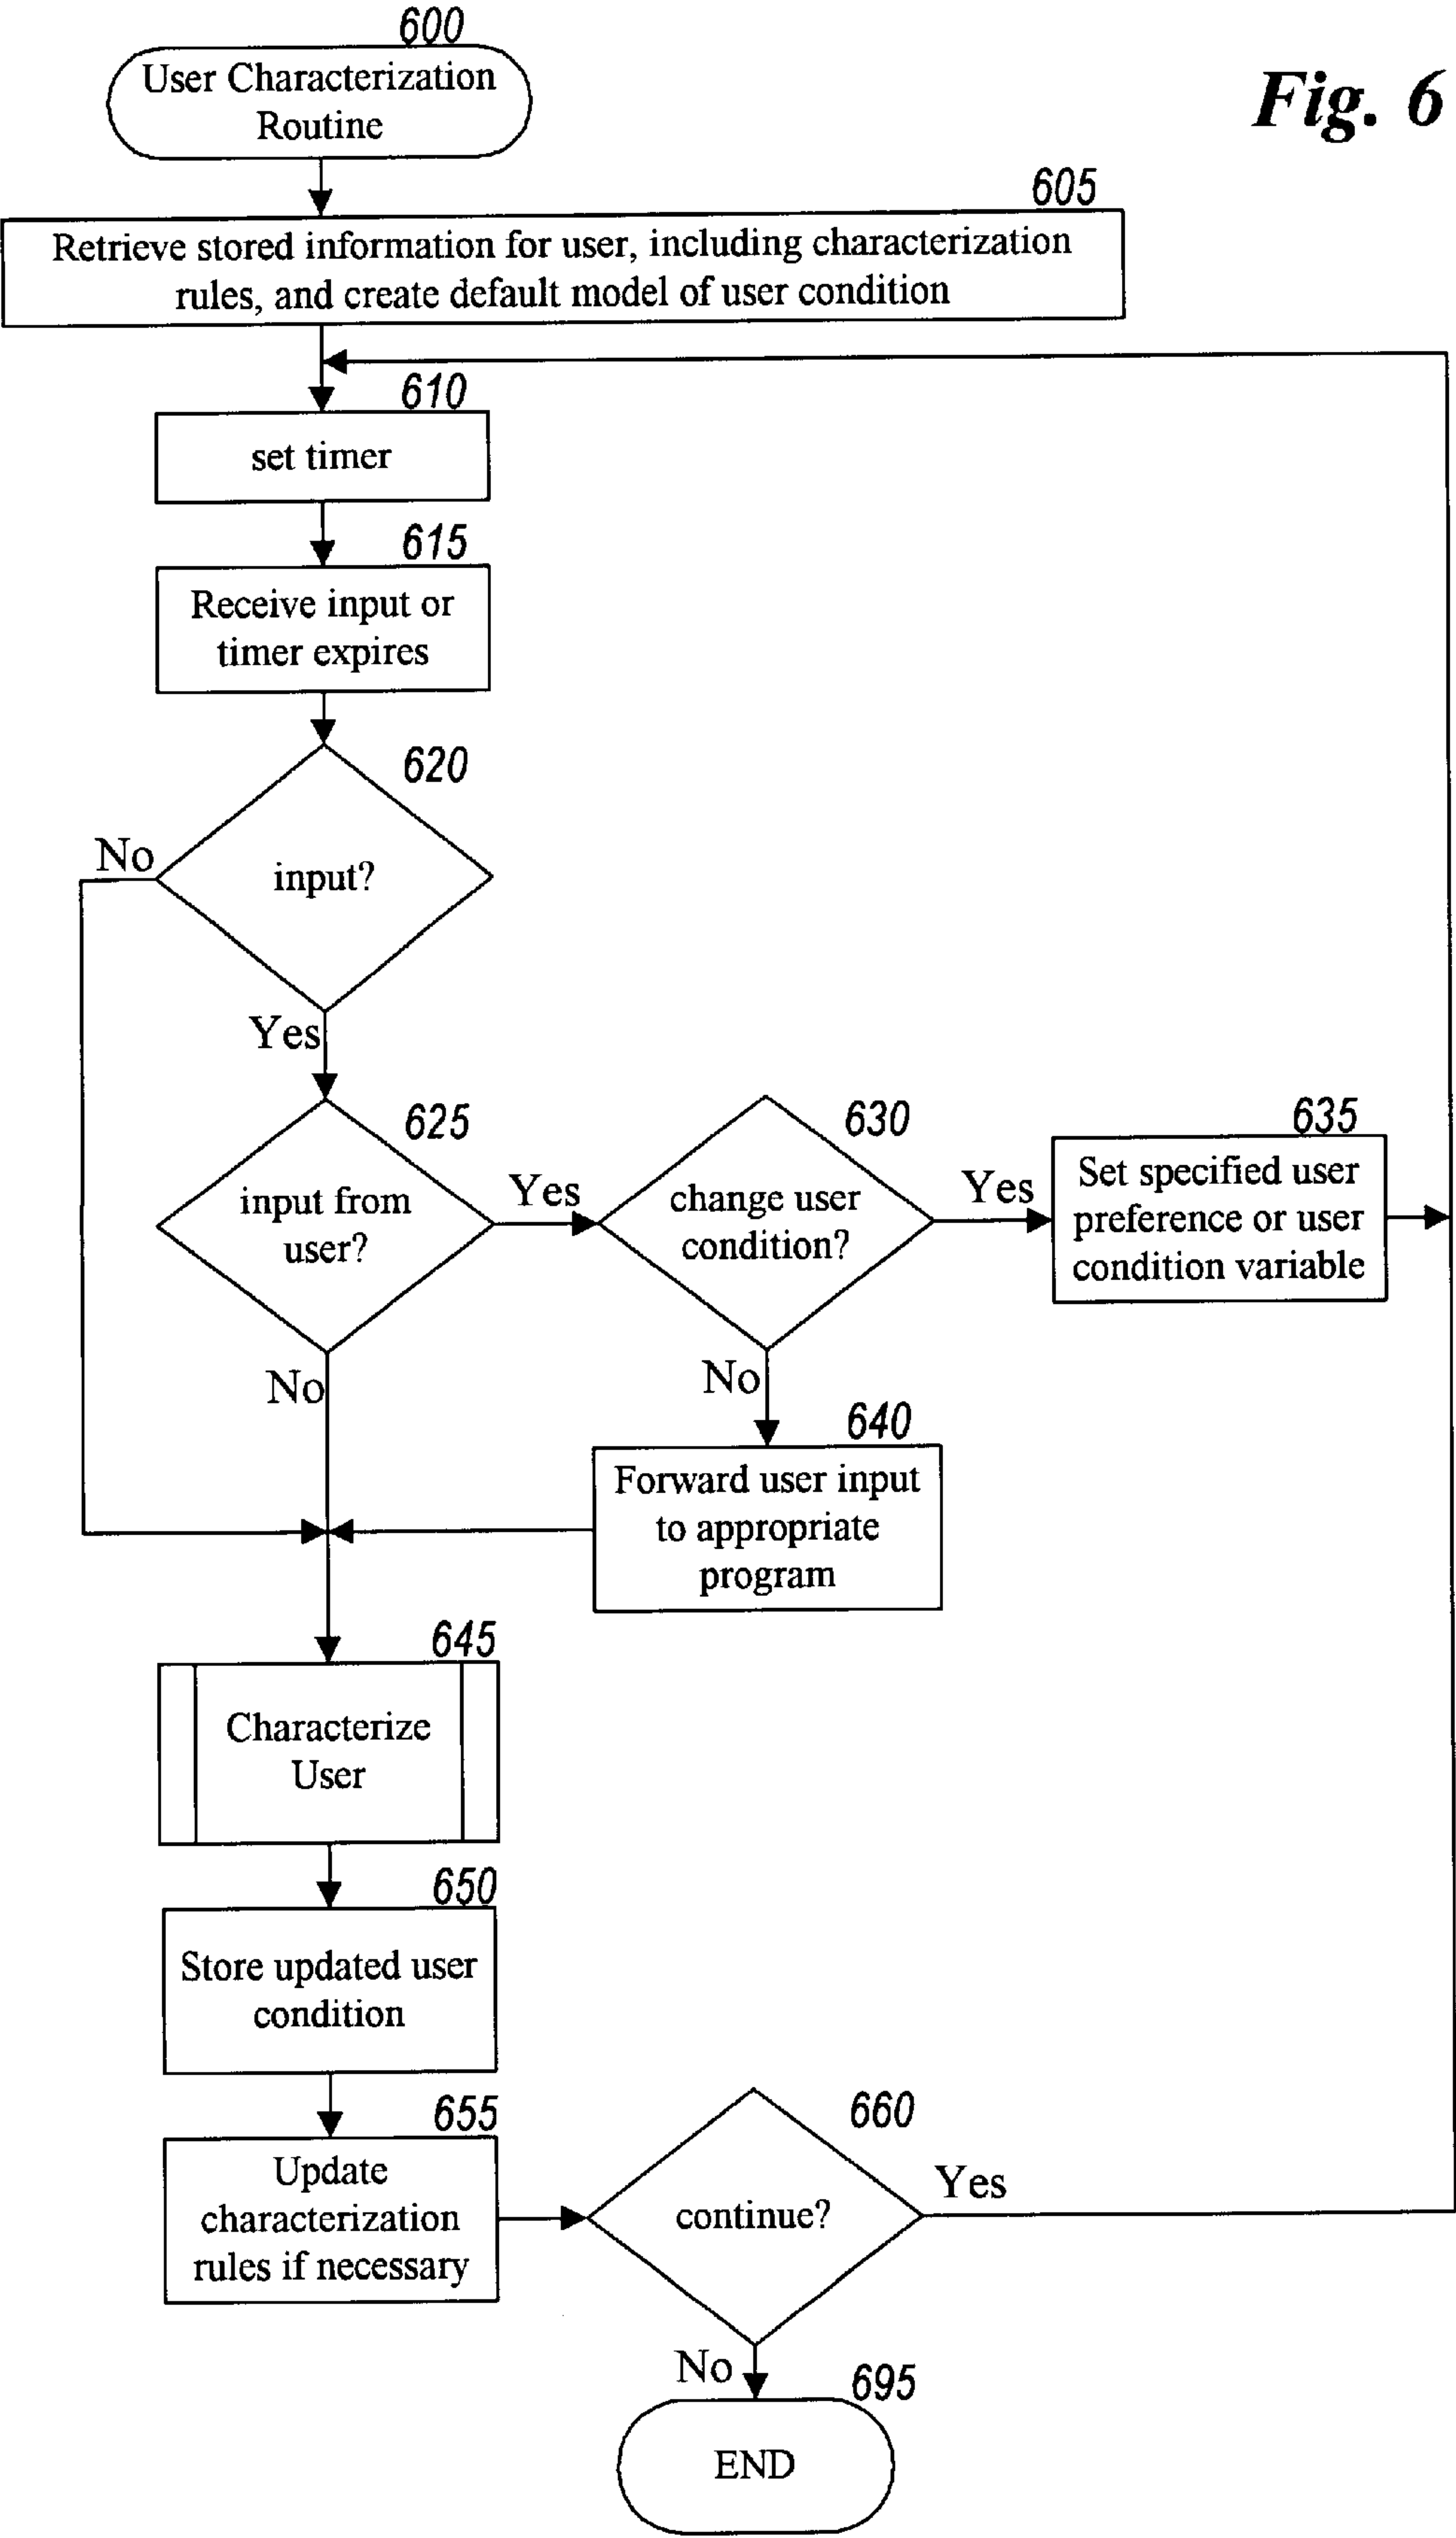 600
Fig. 6
User Characterization
Routine
605
Retrieve stored information for user, including characterization
rules, and create default model of user condition
610
set timer
615
Receive input or
timer expires
620
No
input?
Yes
625
input from
user?
Yes
630
change user
condition?
Yes
635
Set specified user
preference or user
condition variable
No
No
640
Forward user input
to appropriate
program
645
Characterize
User
650
Store updated user
condition
655
Update
characterization
rules if necessary
660
continue?
Yes
No
695
END